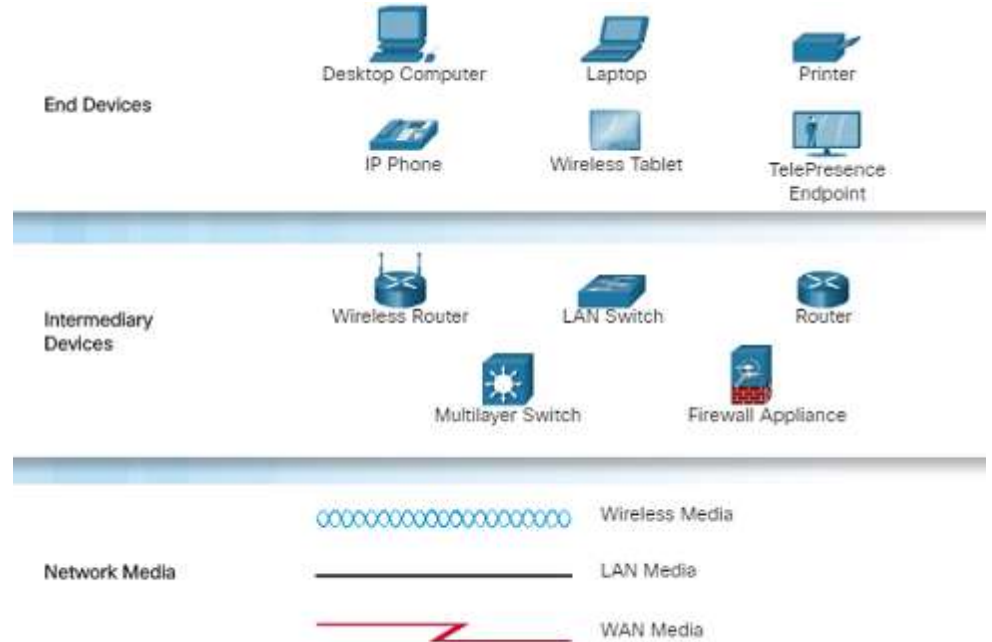 Desktop Computer
Laptop
Printer
End Devices
IP Phone
Wireless Tablet
TelePresence
Endpoint
Wireless Router
LAN Switch
Router
Intermediary
Devices
Multilayer Switch
Firewall Appliance
Wireless Media
Network Media
LAN Media
WAN Media